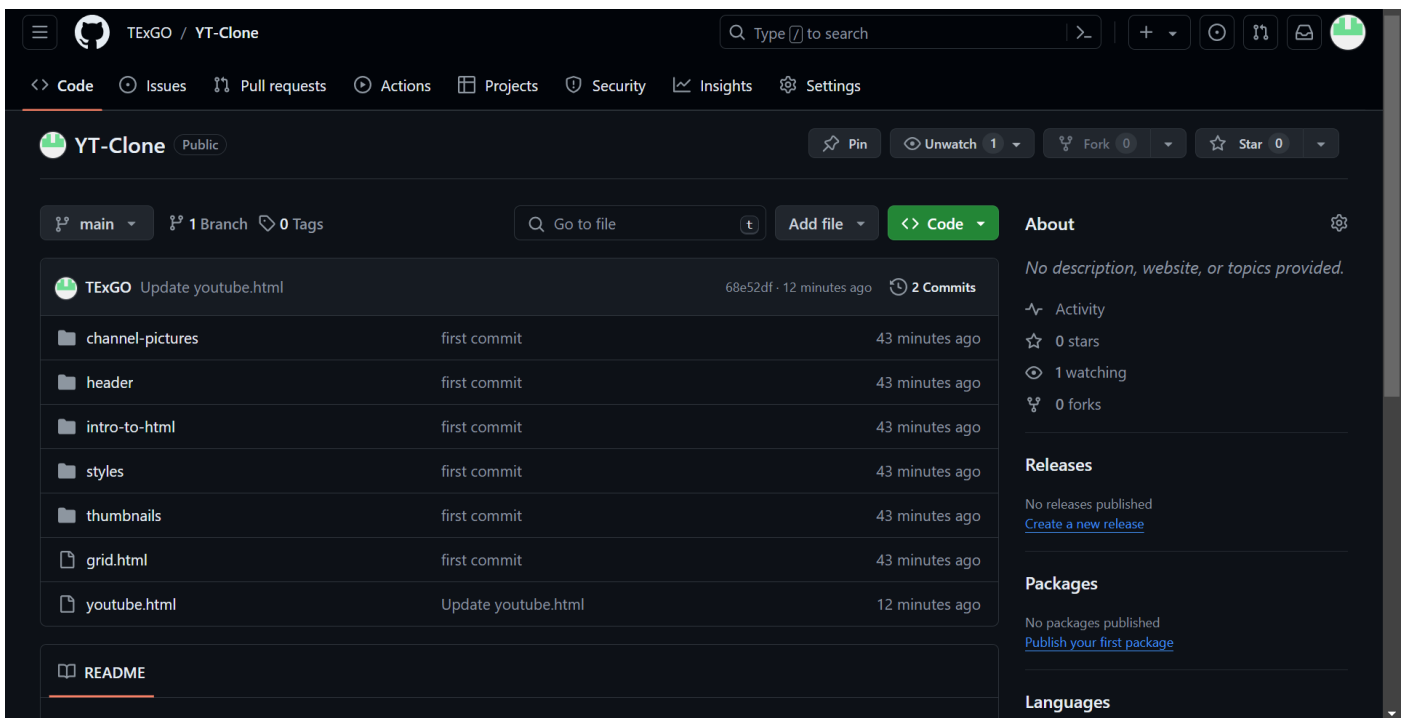 TExGO / YT-Clone
Type / to search
Code Issues Pull requests Actions Projects Security Insights Settings
YT-Clone Public
Pin Unwatch 1 Fork 0 Star 0
main 1 Branch 0 Tags
Go to file t Add file <> Code
TExGO Update youtube.html 68e52df · 12 minutes ago 2 Commits
channel-pictures first commit 43 minutes ago
header first commit 43 minutes ago
intro-to-html first commit 43 minutes ago
styles first commit 43 minutes ago
thumbnails first commit 43 minutes ago
grid.html first commit 43 minutes ago
youtube.html Update youtube.html 12 minutes ago
README
About
No description, website, or topics provided.
Activity
0 stars
1 watching
0 forks
Releases
No releases published
Create a new release
Packages
No packages published
Publish your first package
Languages